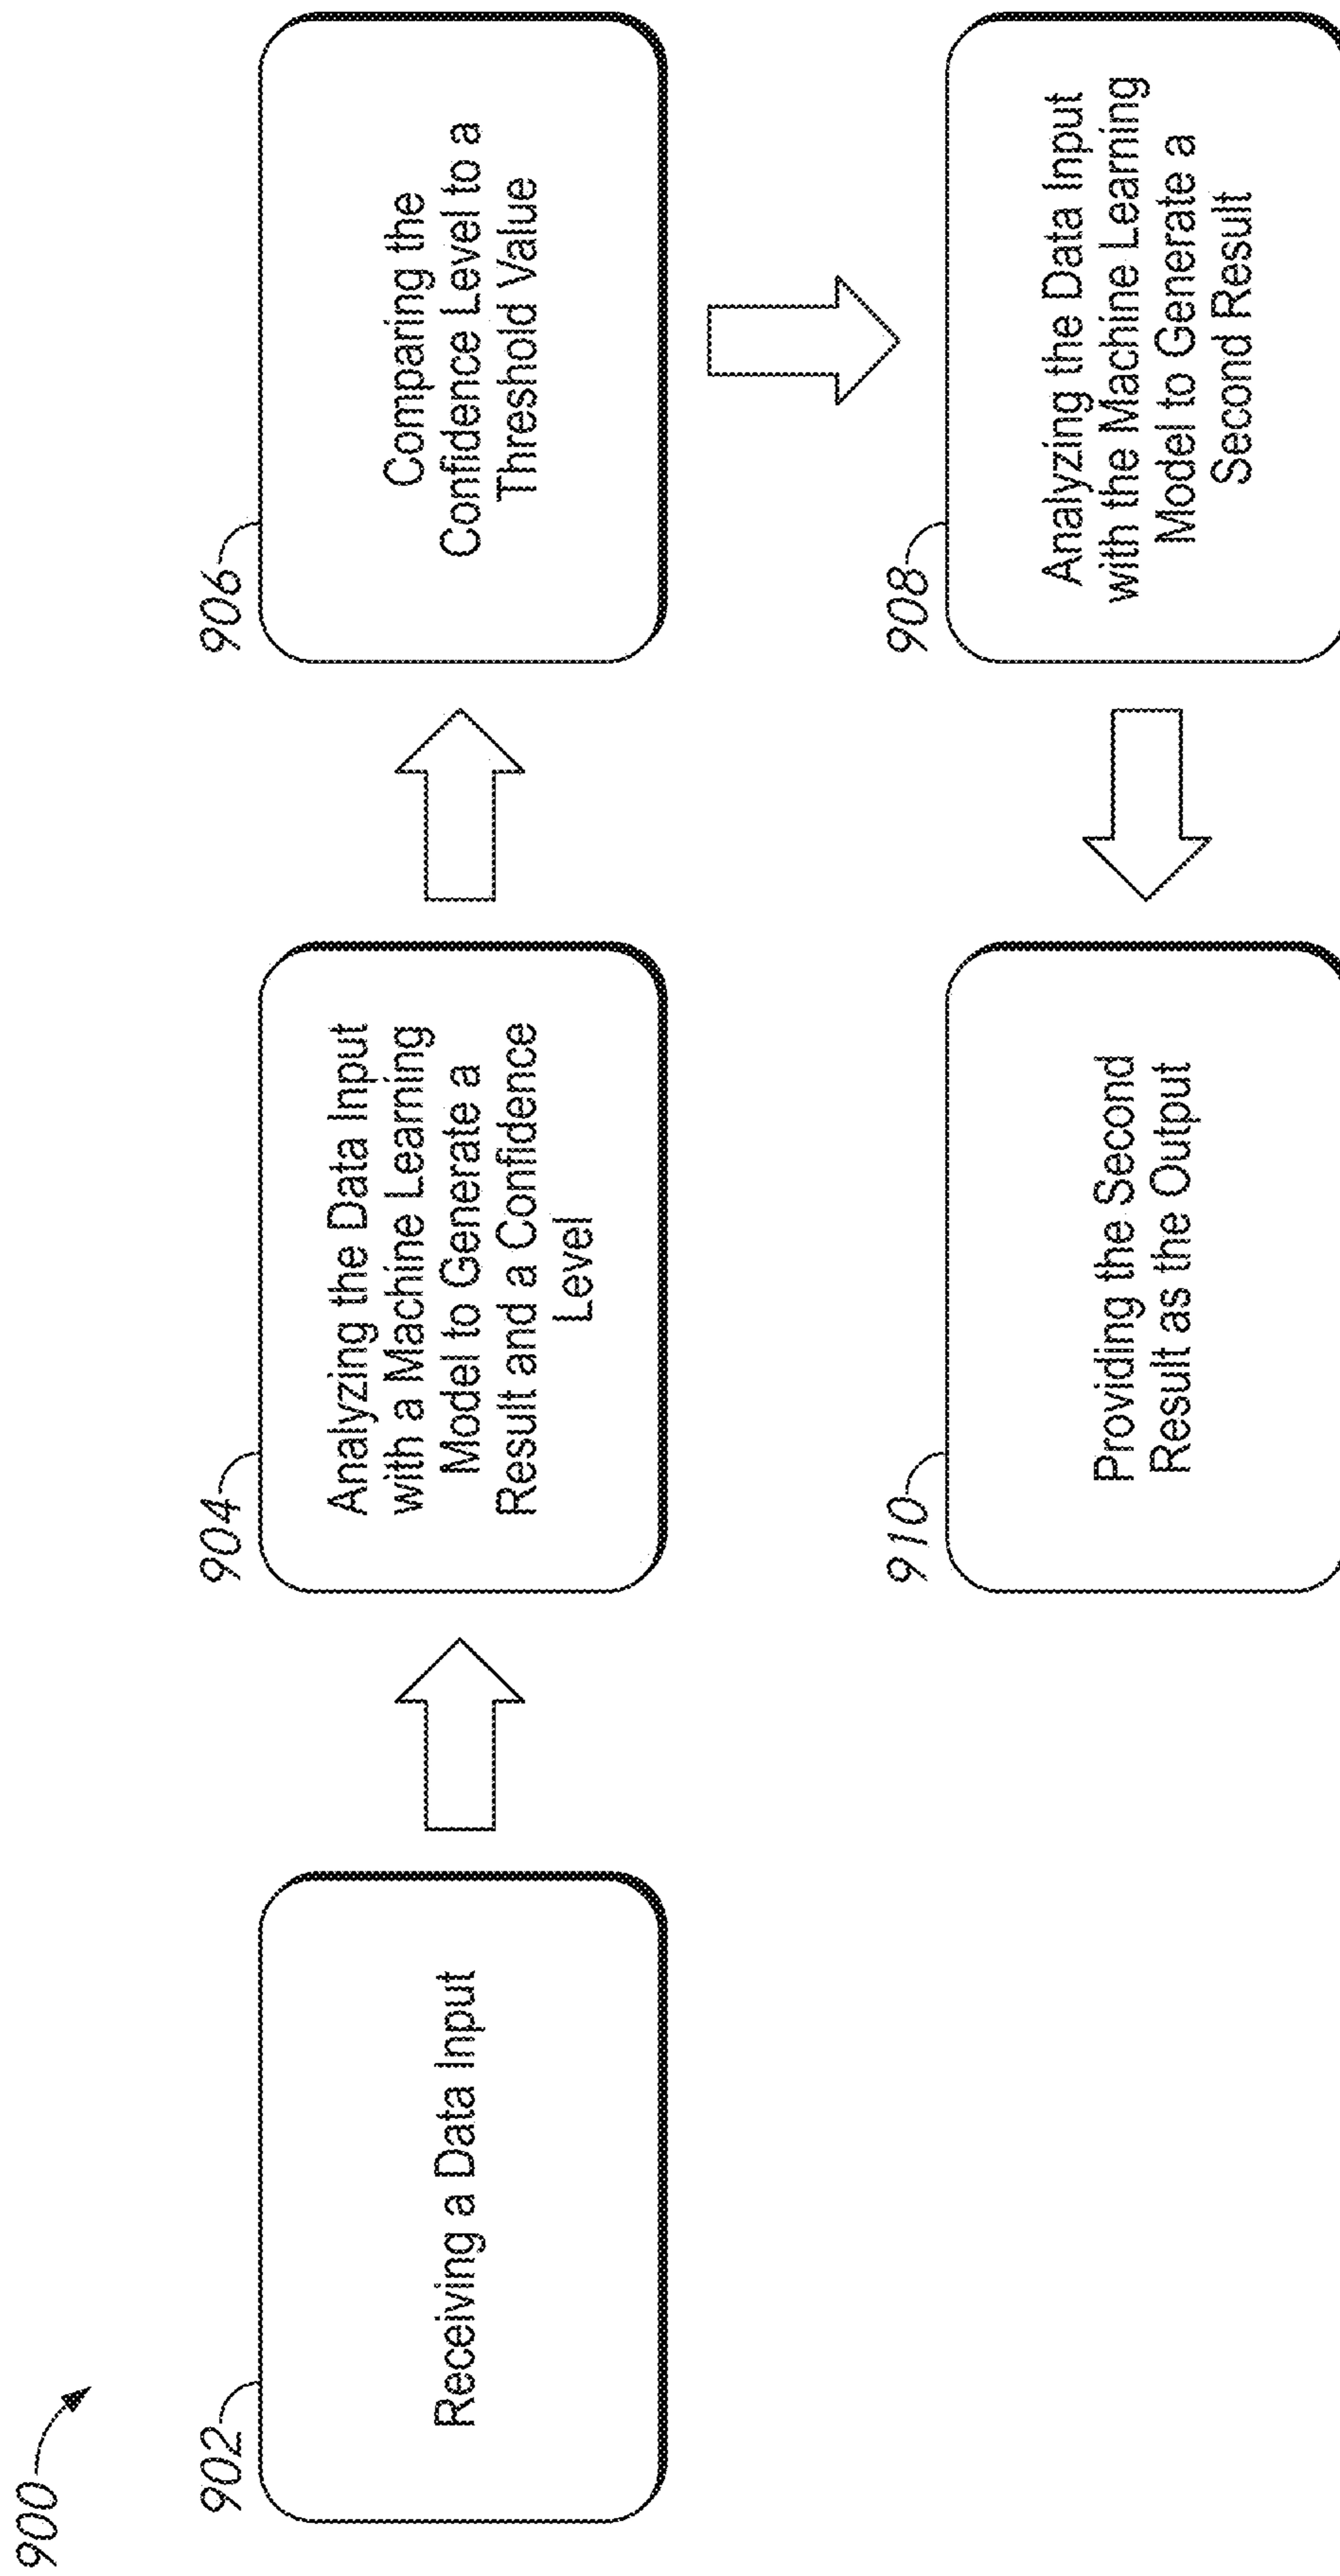 900
902
Receiving a Data Input
904
Analyzing the Data Input
with a Machine Learning
Model to Generate a
Result and a Confidence
Level
906
Comparing the
Confidence Level to a
Threshold Value
908
Analyzing the Data Input
with the Machine Learning
Model to Generate a
Second Result
910
Providing the Second
Result as the Output